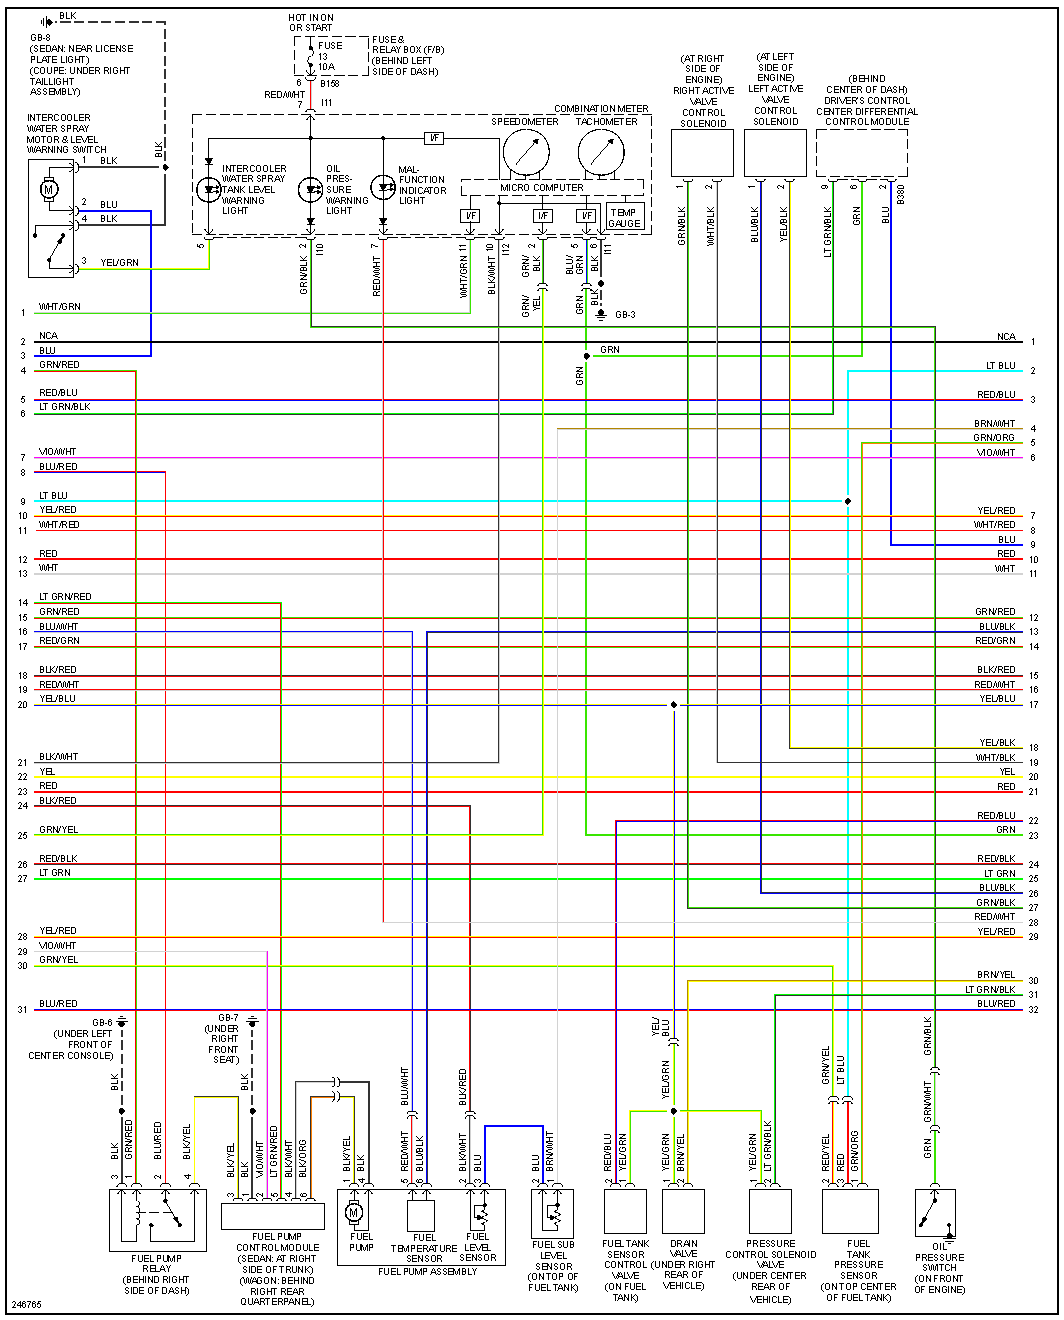 BLK
GB-8
(SEDAN: NEAR LICENSE
PLATE LIGHT)
(COUPE: UNDER RIGHT
TAILLIGHT
ASSEMBLY)
HOT IN ON
OR START
FUSE
13
10A
FUSE &
RELAY BOX (F/B)
(BEHIND LEFT
SIDE OF DASH)
6 B158
RED/WHT
7 I11
(AT RIGHT
SIDE OF
ENGINE)
RIGHT ACTIVE
VALVE
CONTROL
SOLENOID
(AT LEFT
SIDE OF
ENGINE)
LEFT ACTIVE
VALVE
CONTROL
SOLENOID
(BEHIND
CENTER OF DASH)
DRIVER'S CONTROL
CENTER DIFFERENTIAL
CONTROL MODULE
INTERCOOLER
WATER SPRAY
MOTOR & LEVEL
WARNING SWITCH
M
1 BLK
BLK
2 BLU
4 BLK
3 YEL/GRN
COMBINATION METER
SPEEDOMETER TACHOMETER
I/F
INTERCOOLER
WATER SPRAY
TANK LEVEL
WARNING
LIGHT
OIL
PRES-
SURE
WARNING
LIGHT
MAL-
FUNCTION
INDICATOR
LIGHT
MICRO COMPUTER
I/F I/F I/F
TEMP
GAUGE
5 2 I10 7 11 10 I12 2 5 6 I11
GRN/BLK
RED/WHT
WHT/GRN
BLK/WHT
GRN/
BLK
BLU/
GRN
BLK
GRN/
YEL
GRN
BLK
GB-3
GRN
GRN
1 2 1 2 9 6 2 B380
GRN/BLK
WHT/BLK
BLU/BLK
YEL/BLK
LT GRN/BLK
GRN
BLU
1 WHT/GRN
2 NCA
3 BLU
4 GRN/RED
5 RED/BLU
6 LT GRN/BLK
7 VIO/WHT
8 BLU/RED
9 LT BLU
10 YEL/RED
11 WHT/RED
12 RED
13 WHT
14 LT GRN/RED
15 GRN/RED
16 BLU/WHT
17 RED/GRN
18 BLK/RED
19 RED/WHT
20 YEL/BLU
21 BLK/WHT
22 YEL
23 RED
24 BLK/RED
25 GRN/YEL
26 RED/BLK
27 LT GRN
28 YEL/RED
29 VIO/WHT
30 GRN/YEL
31 BLU/RED
NCA 1
LT BLU 2
RED/BLU 3
BRN/WHT 4
GRN/ORG 5
VIO/WHT 6
YEL/RED 7
WHT/RED 8
BLU 9
RED 10
WHT 11
GRN/RED 12
BLU/BLK 13
RED/GRN 14
BLK/RED 15
RED/WHT 16
YEL/BLU 17
YEL/BLK 18
WHT/BLK 19
YEL 20
RED 21
RED/BLU 22
GRN 23
RED/BLK 24
LT GRN 25
BLU/BLK 26
GRN/BLK 27
RED/WHT 28
YEL/RED 29
BRN/YEL 30
LT GRN/BLK 31
BLU/RED 32
GB-6
(UNDER LEFT
FRONT OF
CENTER CONSOLE)
GB-7
(UNDER
RIGHT
FRONT
SEAT)
BLK
BLK
BLK
GRN/RED
BLU/RED
BLK/YEL
3 1 2 4
FUEL PUMP
RELAY
(BEHIND RIGHT
SIDE OF DASH)
BLK/YEL
BLK
VIO/WHT
LT GRN/RED
BLK/WHT
BLK/ORG
3 1 2 5 4 6
FUEL PUMP
CONTROL MODULE
(SEDAN: AT RIGHT
SIDE OF TRUNK)
(WAGON: BEHIND
RIGHT REAR
QUARTERPANEL)
BLK/YEL
BLK
1 4
M
FUEL
PUMP
BLU/WHT
RED/WHT
BLU/BLK
5 6
FUEL
TEMPERATURE
SENSOR
BLK/RED
BLK/WHT
BLU
2 3
FUEL
LEVEL
SENSOR
FUEL PUMP ASSEMBLY
BLU
BRN/WHT
2 1
FUEL SUB
LEVEL
SENSOR
(ON TOP OF
FUEL TANK)
RED/BLU
YEL/GRN
2 1
FUEL TANK
SENSOR
CONTROL
VALVE
(ON FUEL
TANK)
YEL/
BLU
YEL/GRN
YEL/GRN
BRN/YEL
1 2
DRAIN
VALVE
(UNDER RIGHT
REAR OF
VEHICLE)
YEL/GRN
LT GRN/BLK
1 2
PRESSURE
CONTROL SOLENOID
VALVE
(UNDER CENTER
REAR OF
VEHICLE)
GRN/YEL
LT BLU
RED/YEL
RED
GRN/ORG
2 3 1
FUEL
TANK
PRESSURE
SENSOR
(ON TOP CENTER
OF FUEL TANK)
GRN/BLK
GRN/WHT
GRN
OIL
PRESSURE
SWITCH
(ON FRONT
OF ENGINE)
246765